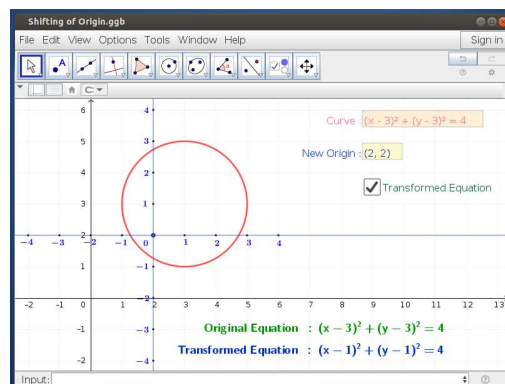 Shifting of Origin.ggb
File Edit View Options Tools Window Help Sign in
Curve : (x - 3)² + (y - 3)² = 4
New Origin : (2, 2)
Transformed Equation
6
5
4
3
2
1
-1
-2
4
3
2
1
-1
-2
-3
-4
-4 -3 -2 -1 0 1 2 3 4
-2 -1 0 1 2 3 4 5 6 7 8 9 10 11 12 13
Original Equation : (x − 3)² + (y − 3)² = 4
Transformed Equation : (x − 1)² + (y − 1)² = 4
Input: